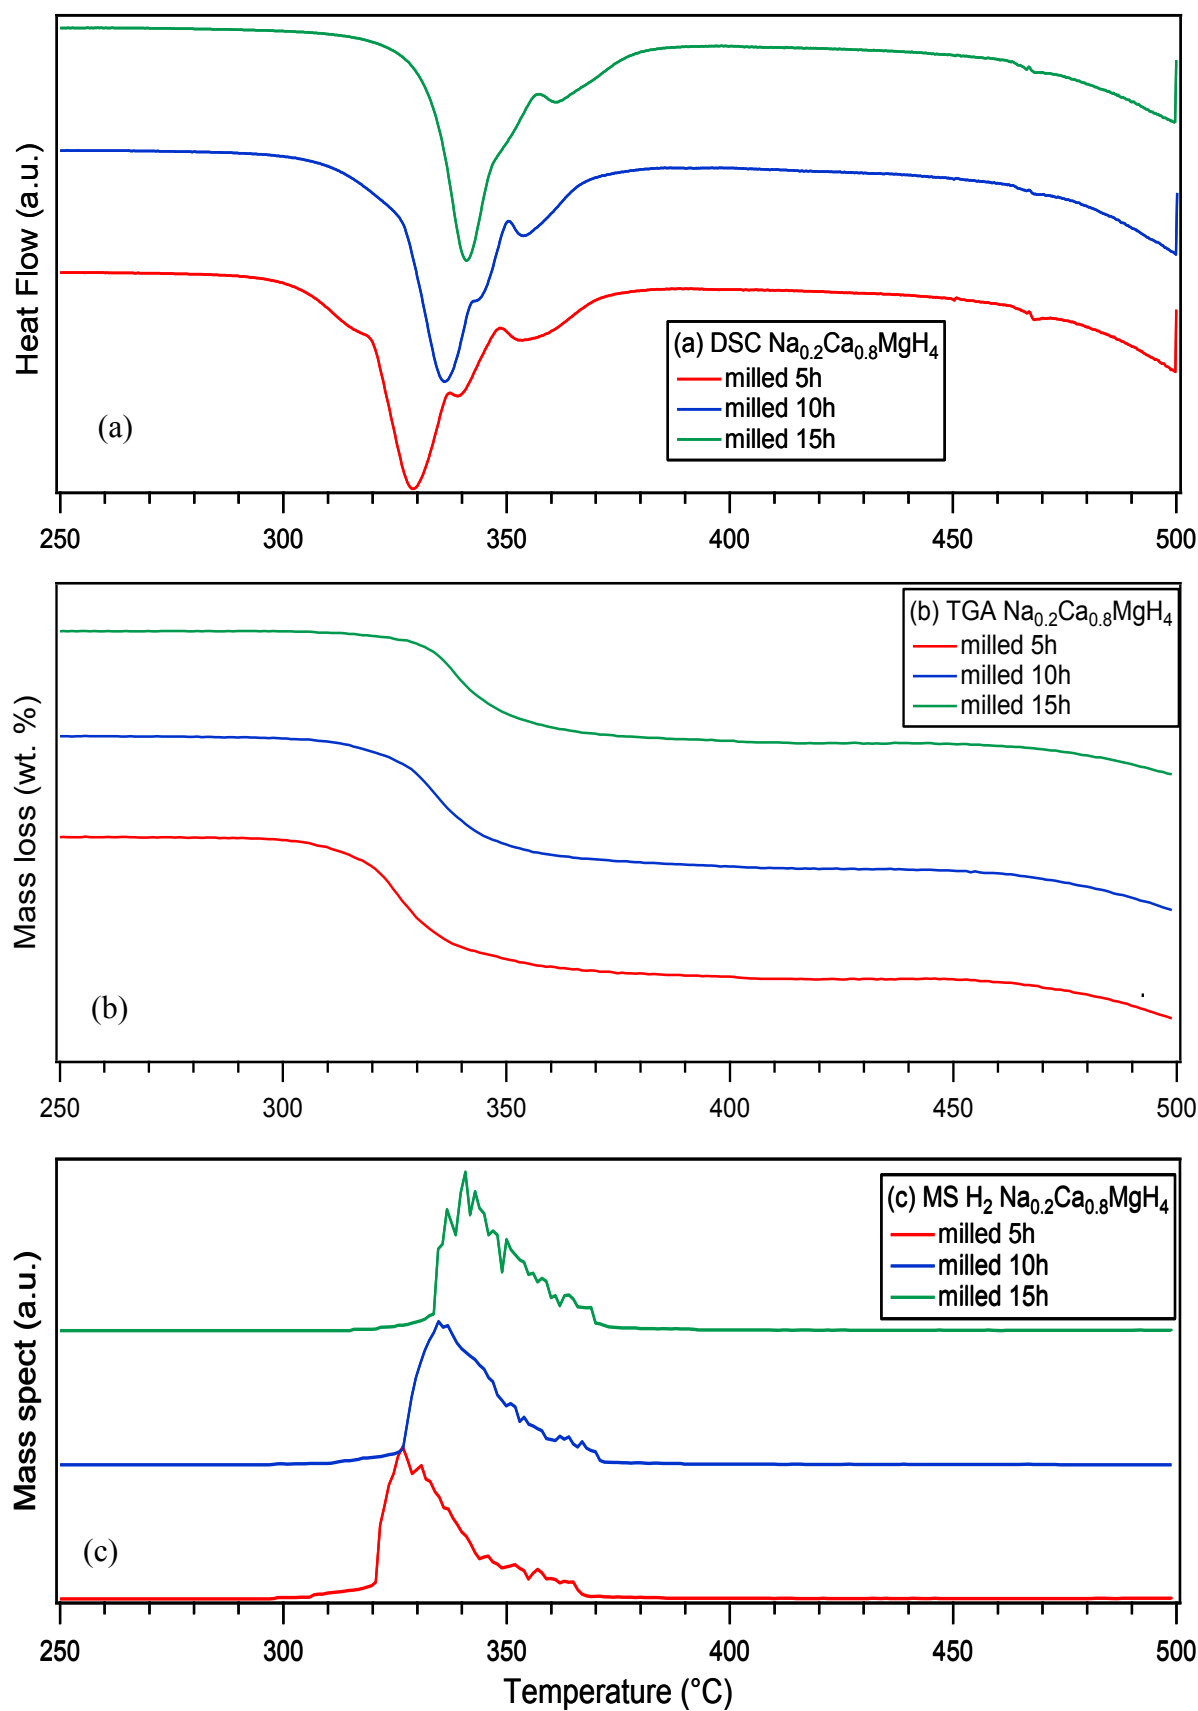 Heat Flow (a.u.)
(a)
(a) DSC Na0.2Ca0.8MgH4
milled 5h
milled 10h
milled 15h
250 300 350 400 450 500
Mass loss (wt. %)
(b)
(b) TGA Na0.2Ca0.8MgH4
milled 5h
milled 10h
milled 15h
250 300 350 400 450 500
Mass spect (a.u.)
(c)
(c) MS H2 Na0.2Ca0.8MgH4
milled 5h
milled 10h
milled 15h
250 300 350 400 450 500
Temperature (°C)